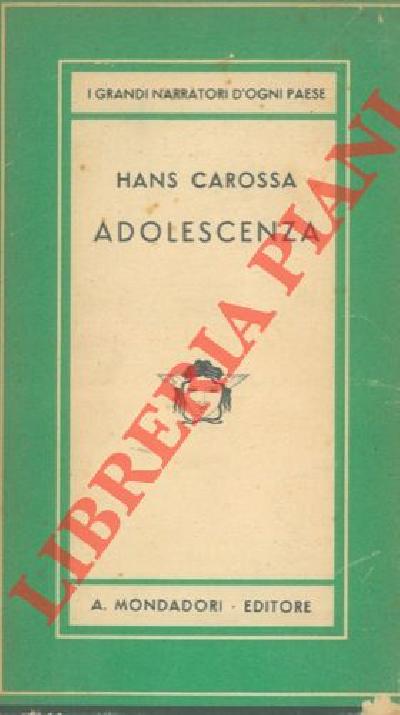 I GRANDI NARRATORI D'OGNI PAESE
HANS CAROSSA
ADOLESCENZA
LIBRERIA PIANI
A. MONDADORI - EDITORE